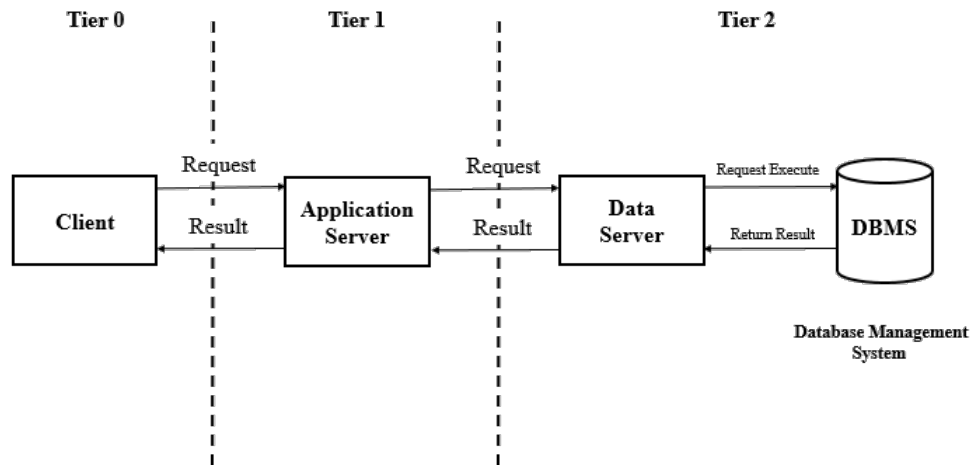 Tier 0
Tier 1
Tier 2
Request
Request
Request Execute
Client
Application
Server
Data
Server
DBMS
Result
Result
Return Result
Database Management
System